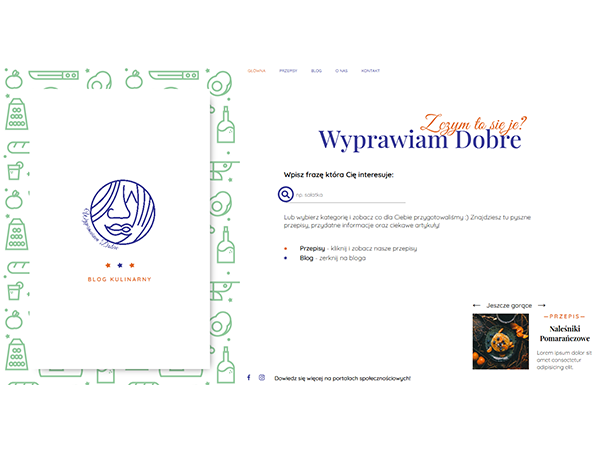 GŁÓWNA PRZEPISY BLOG O NAS KONTAKT
Z czym to się je?
Wyprawiam Dobre
Wpisz frazę która Cię interesuje:
np. sałatka
Lub wybierz kategorię i zobacz co dla Ciebie przygotowaliśmy ;) Znajdziesz tu pyszne
przepisy, przydatne informacje oraz ciekawe artykuły!
Przepisy - kliknij i zobacz nasze przepisy
Blog - zerknij na bloga
Wyprawiam Dobre
BLOG KULINARNY
← Jeszcze gorące →
—PRZEPIS—
Naleśniki
Pomarańczowe
Lorem ipsum dolor sit
amet consectetur
adipisicing elit.
Dowiedz się więcej na portalach społecznościowych!